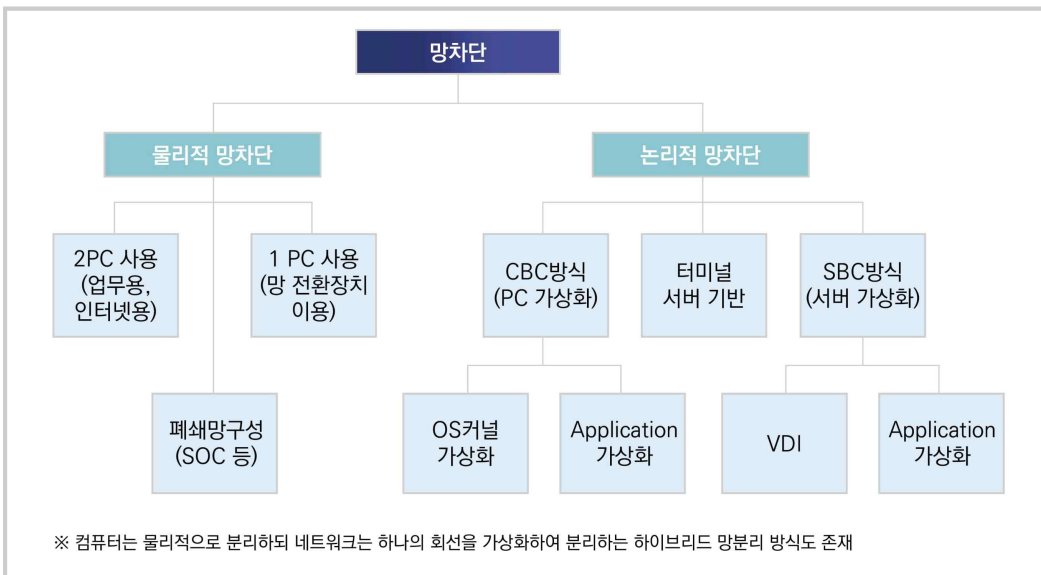 망차단
물리적 망차단
논리적 망차단
2PC 사용
(업무용,
인터넷용)
1 PC 사용
(망 전환장치
이용)
폐쇄망구성
(SOC 등)
CBC방식
(PC 가상화)
터미널
서버 기반
SBC방식
(서버 가상화)
OS커널
가상화
Application
가상화
VDI
Application
가상화
※ 컴퓨터는 물리적으로 분리하되 네트워크는 하나의 회선을 가상화하여 분리하는 하이브리드 망분리 방식도 존재